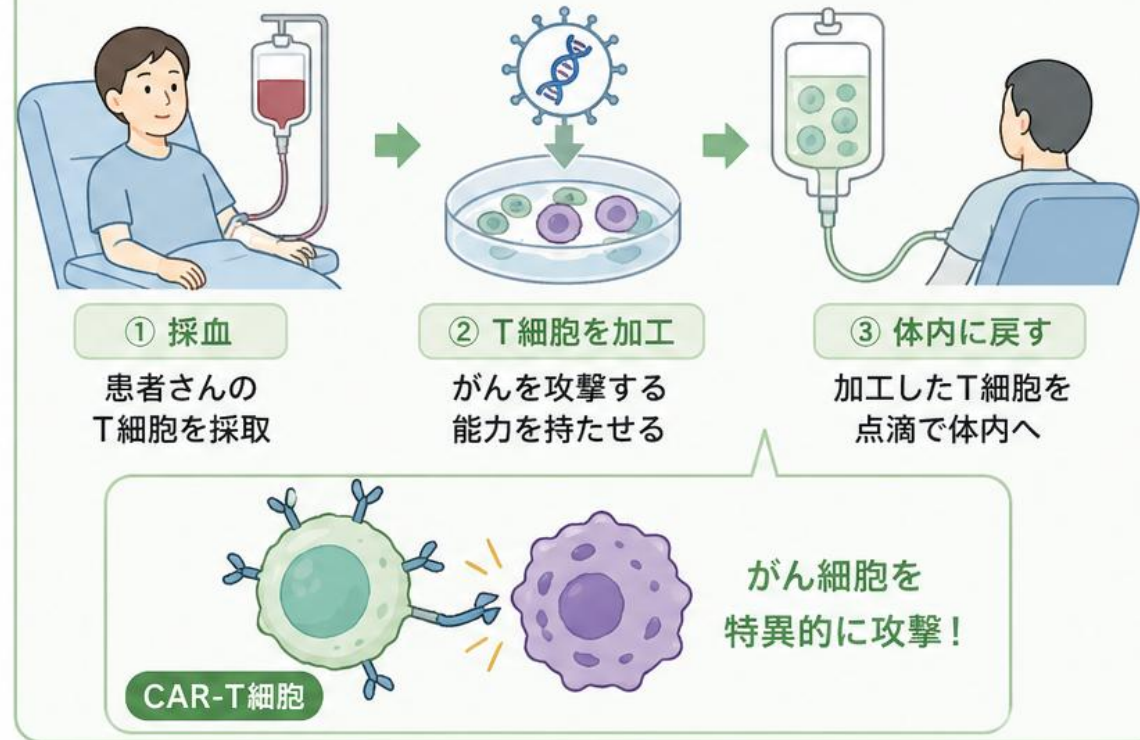 ① 採血
患者さんの
T細胞を採取
② T細胞を加工
がんを攻撃する
能力を持たせる
③ 体内に戻す
加工したT細胞を
点滴で体内へ
がん細胞を
特異的に攻撃！
CAR-T細胞